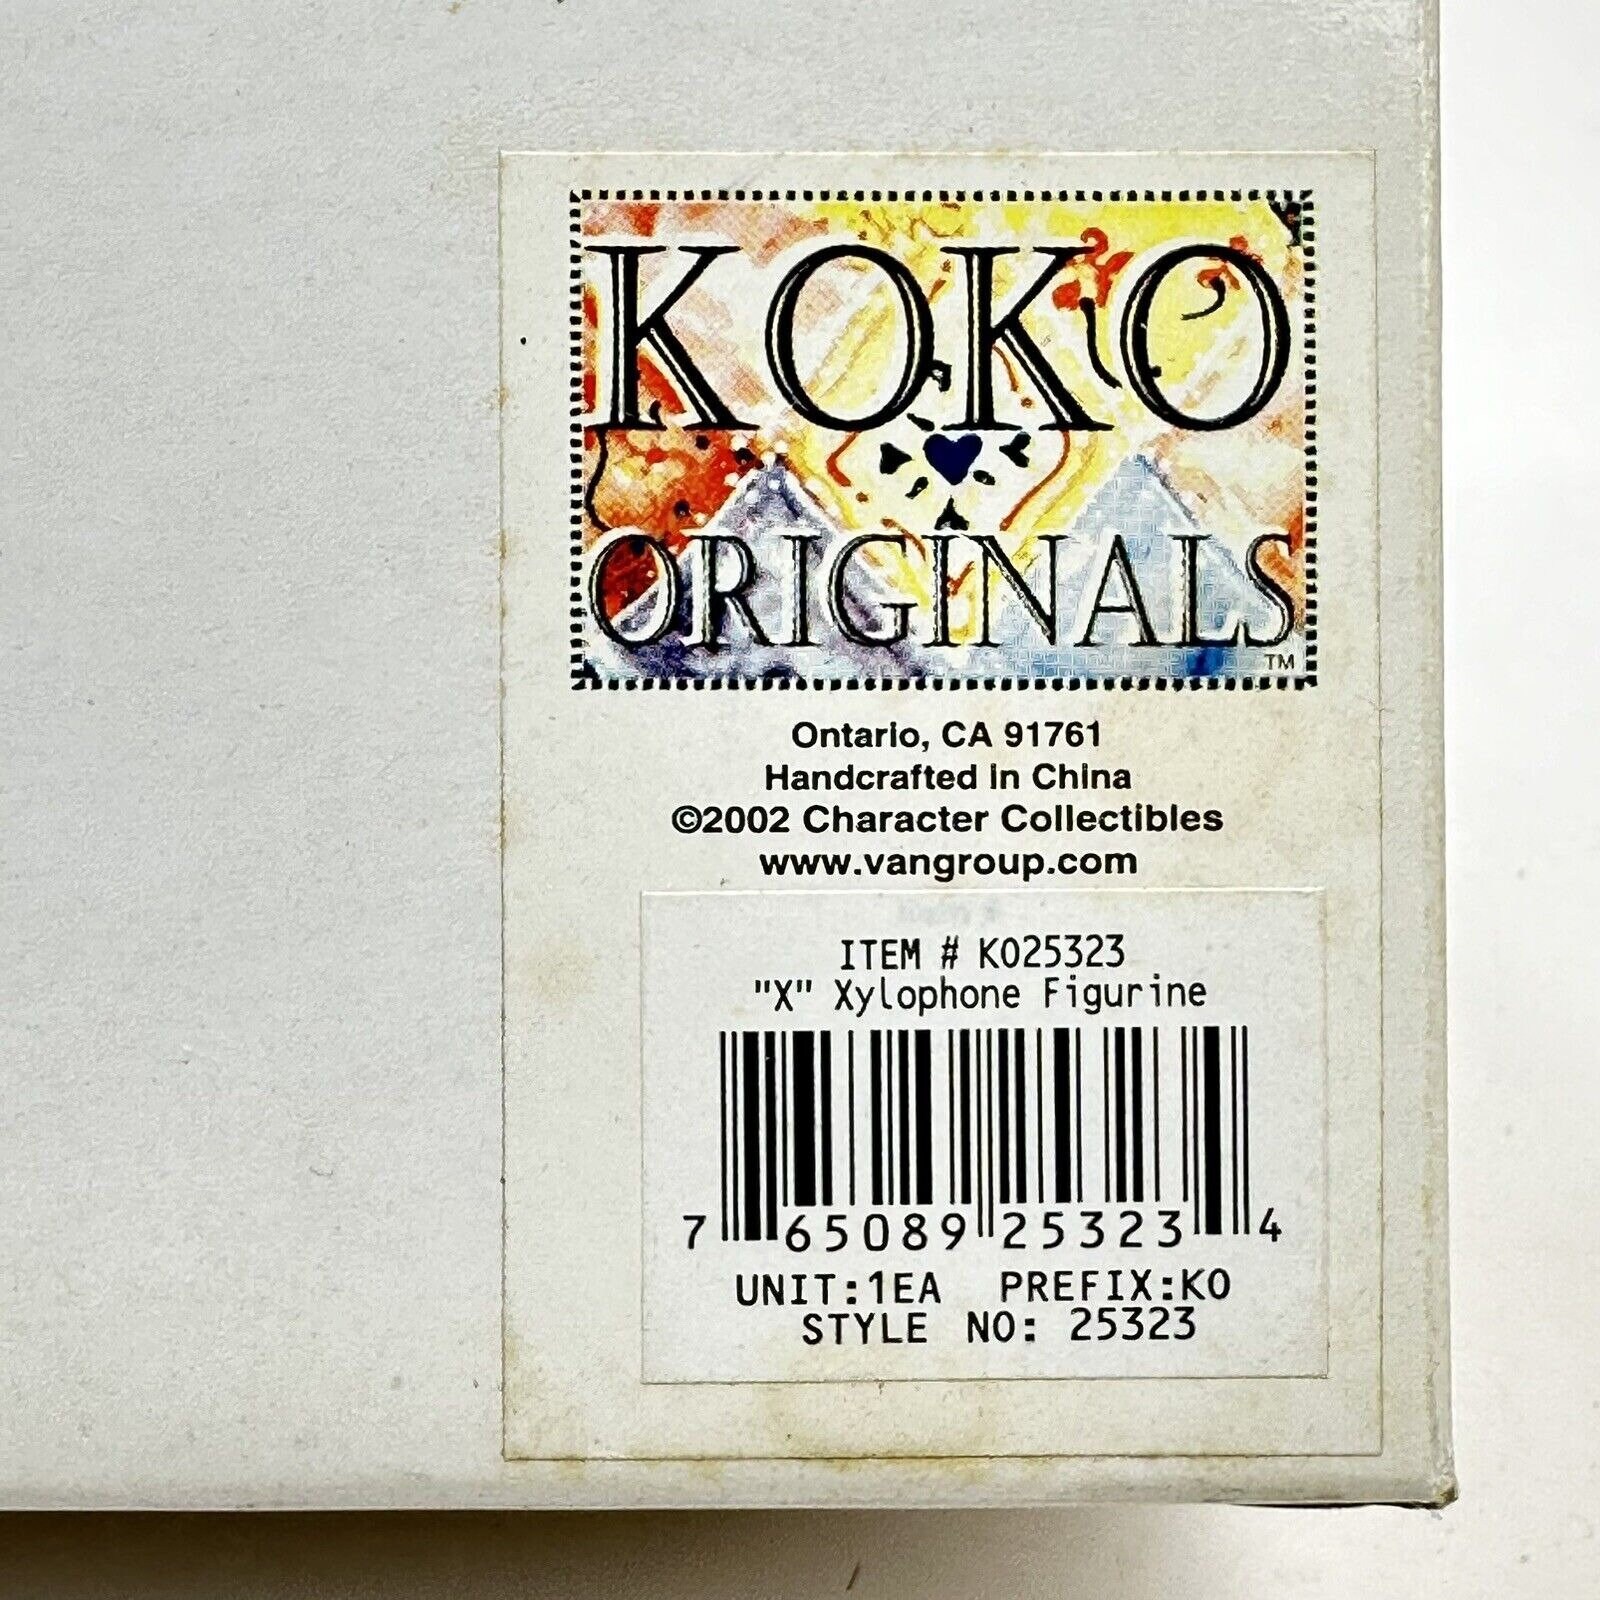 KOKO
ORIGINALS
TM
Ontario, CA 91761
Handcrafted in China
©2002 Character Collectibles
www.vangroup.com
ITEM # KO25323
"X" Xylophone Figurine
7 65089 25323 4
UNIT:1EA PREFIX:KO
STYLE NO: 25323